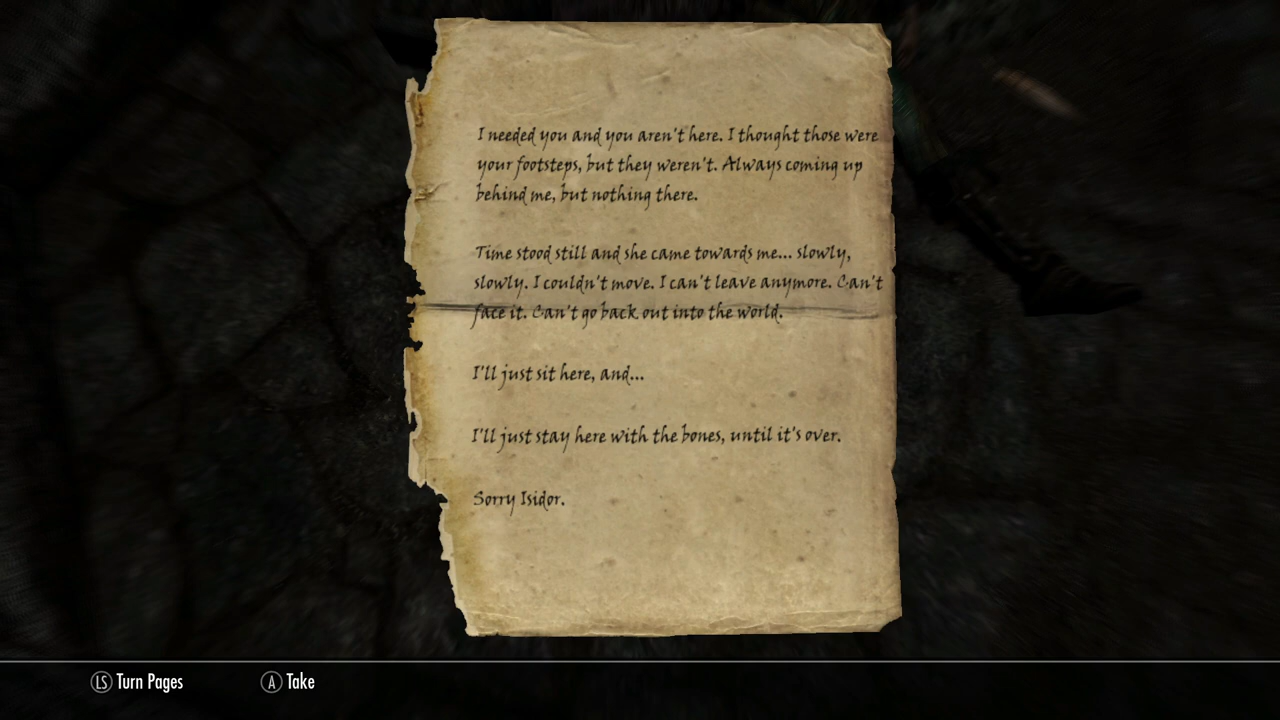 I needed you and you aren't here. I thought those were
your footsteps, but they weren't. Always coming up
behind me, but nothing there.
Time stood still and she came towards me... slowly,
slowly. I couldn't move. I can't leave anymore. Can't
face it. Can't go back out into the world.
I'll just sit here, and...
I'll just stay here with the bones, until it's over.
Sorry Isidor.
LS Turn Pages
A Take